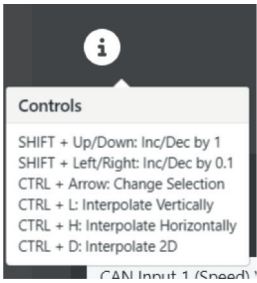 i
Controls
SHIFT + Up/Down: Inc/Dec by 1
SHIFT + Left/Right: Inc/Dec by 0.1
CTRL + Arrow: Change Selection
CTRL + L: Interpolate Vertically
CTRL + H: Interpolate Horizontally
CTRL + D: Interpolate 2D
CAN Input 1 (Speed)